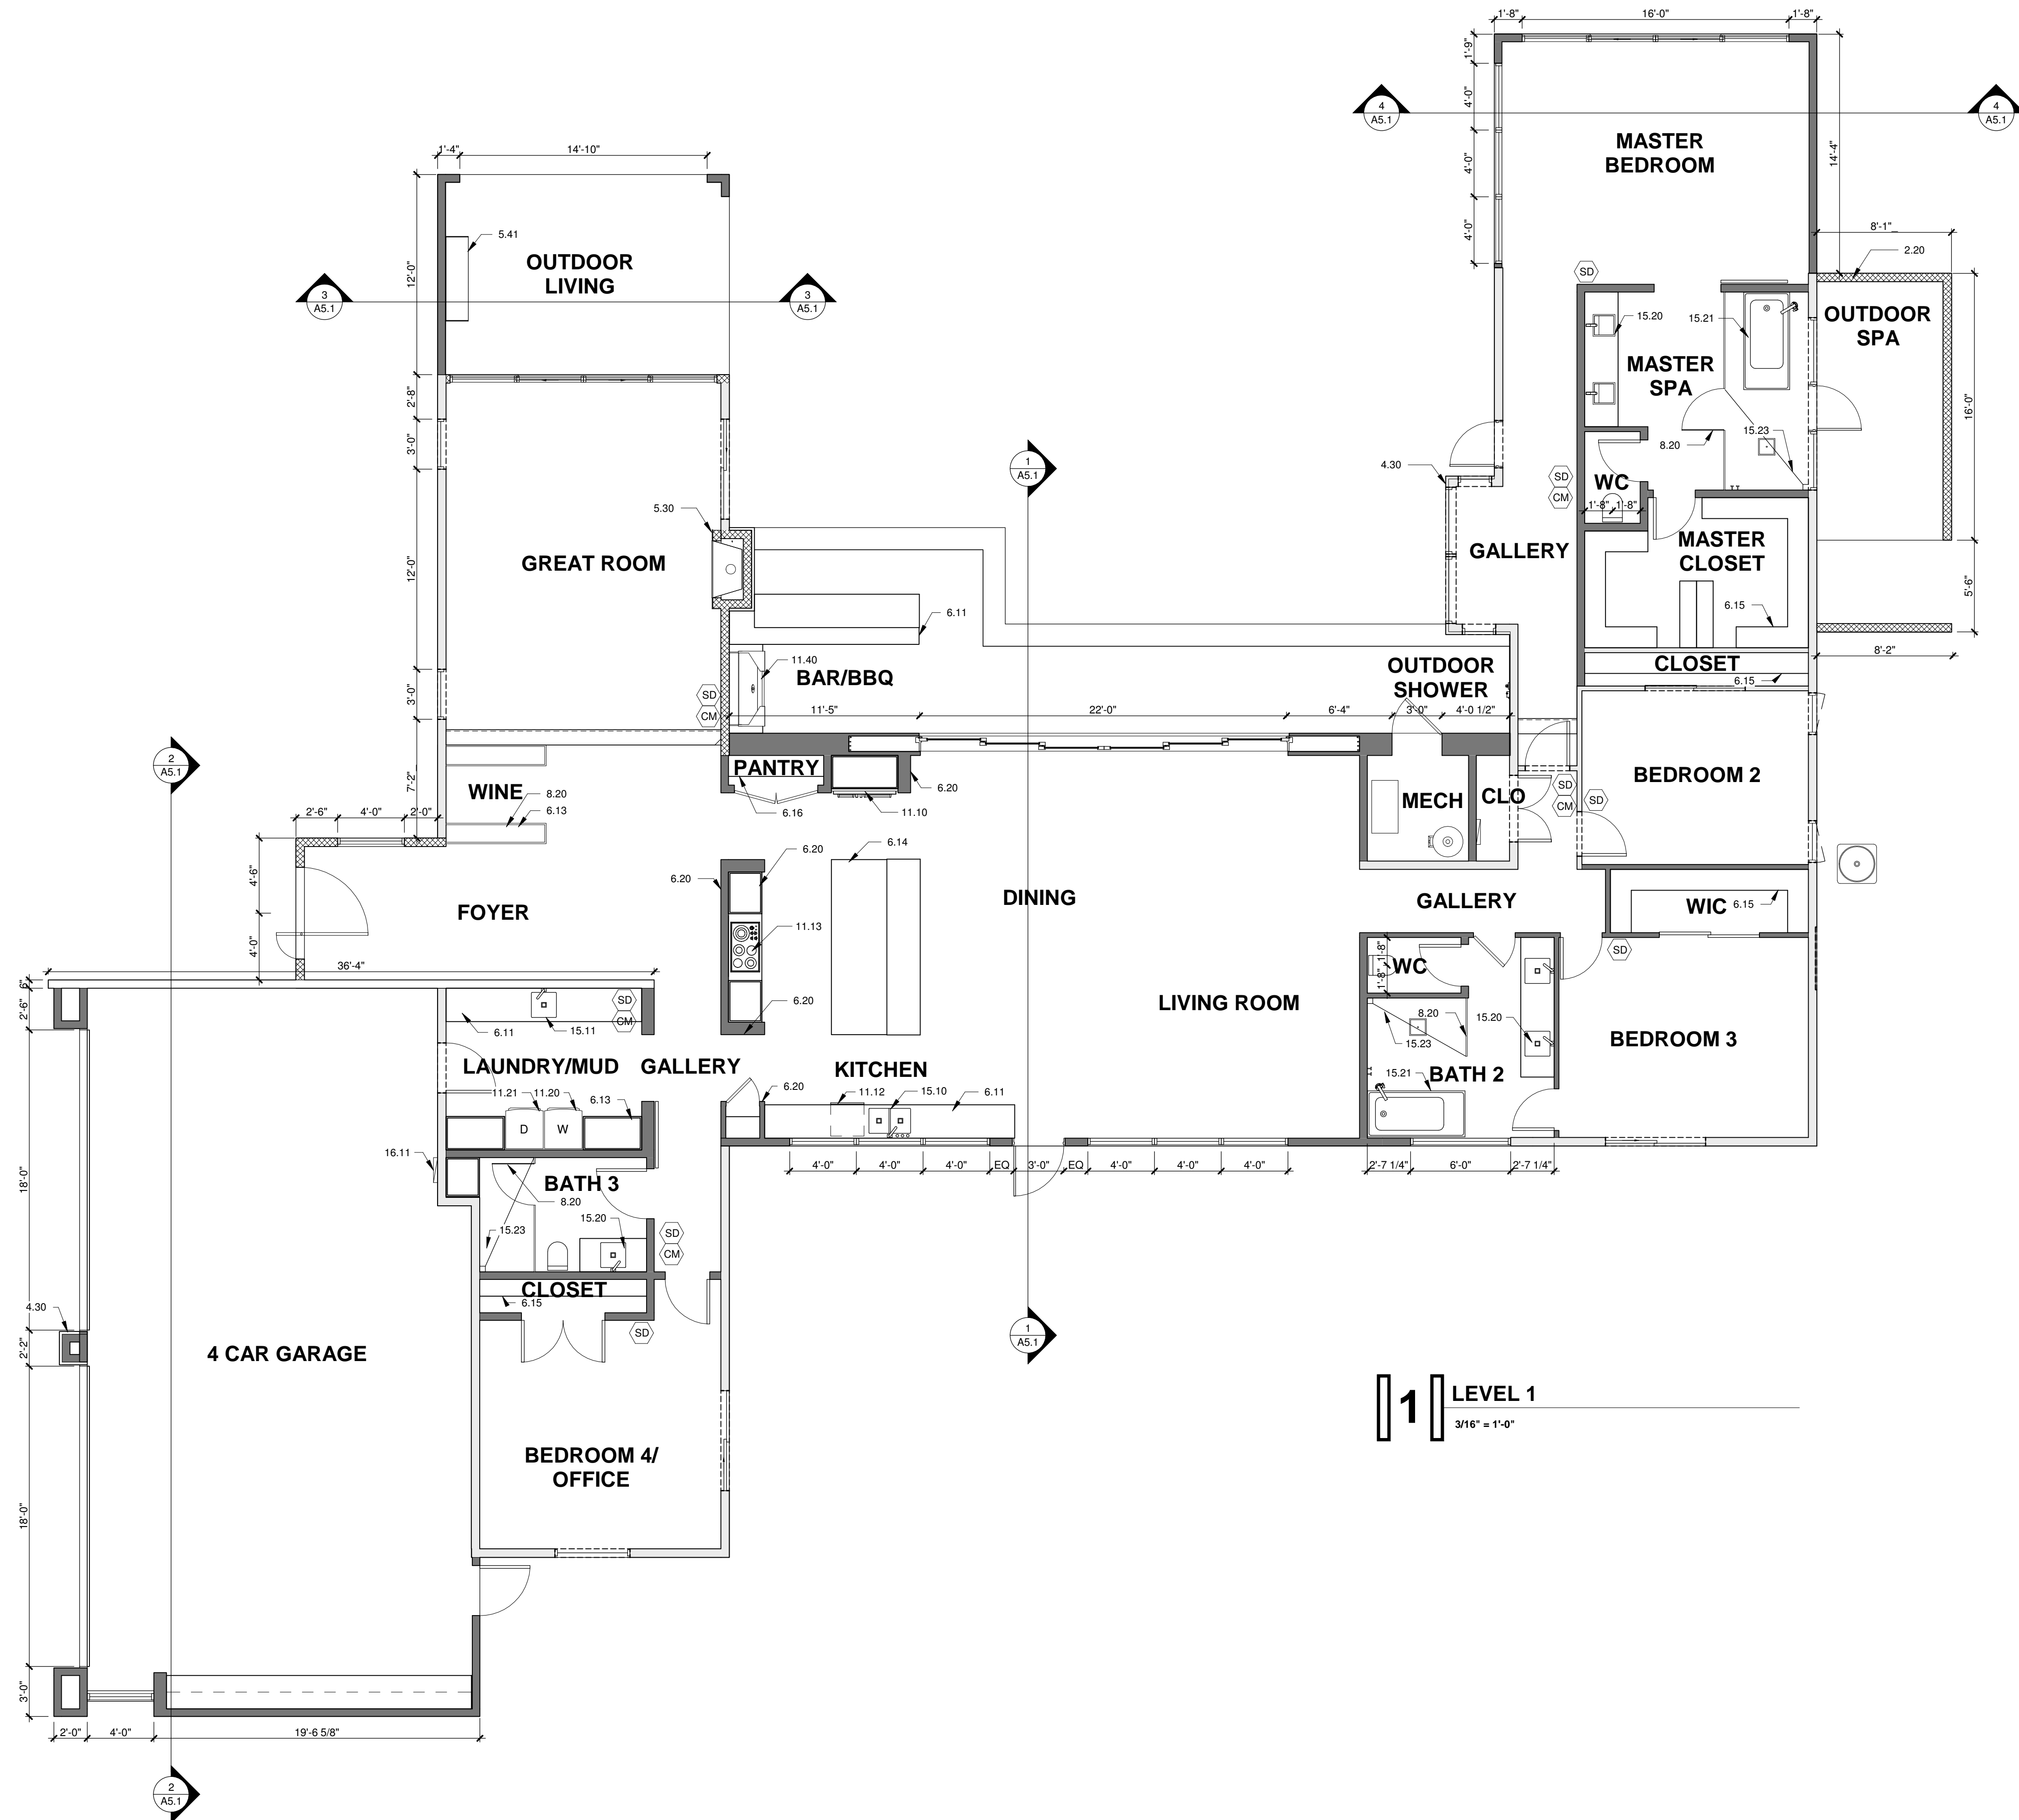 1'-8"
16'-0"
1'-8"
1'-9"
4'-0"
4'-0"
4'-0"
14'-4"
4
A5.1
4
A5.1
MASTER
BEDROOM
1'-4"
14'-10"
12'-0"
5.41
OUTDOOR
LIVING
3
A5.1
3
A5.1
8'-1"
2.20
SD
15.20
15.21
OUTDOOR
SPA
MASTER
SPA
16'-0"
8.20
15.23
2'-8"
3'-0"
12'-0"
3'-0"
7'-2"
1
A5.1
4.30
SD
CM
WC
1'-8"
1'-8"
5.30
GREAT ROOM
GALLERY
MASTER
CLOSET
6.15
5'-6"
6.11
11.40
BAR/BBQ
OUTDOOR
SHOWER
CLOSET
6.15
8'-2"
SD
CM
11'-5"
22'-0"
6'-4"
3'-0"
4'-0 1/2"
2
A5.1
PANTRY
WINE
8.20
6.13
6.16
11.10
6.20
MECH
CLO
SD
CM
SD
BEDROOM 2
2'-6"
4'-0"
2'-0"
4'-6"
4'-0"
6.20
6.20
6.14
FOYER
11.13
DINING
GALLERY
WIC
6.15
36'-4"
6"
2'-6"
SD
CM
6.11
15.11
6.20
LIVING ROOM
WC
1'-8"
1'-8"
SD
8.20
15.20
15.23
BEDROOM 3
LAUNDRY/MUD
GALLERY
KITCHEN
15.21
BATH 2
11.21
11.20
6.13
6.20
11.12
15.10
6.11
D
W
16.11
4'-0"
4'-0"
4'-0"
EQ
3'-0"
EQ
4'-0"
4'-0"
4'-0"
2'-7 1/4"
6'-0"
2'-7 1/4"
18'-0"
BATH 3
8.20
15.20
15.23
SD
CM
CLOSET
6.15
SD
4.30
2'-2"
4 CAR GARAGE
1
A5.1
1
LEVEL 1
3/16" = 1'-0"
BEDROOM 4/
OFFICE
18'-0"
3'-0"
2'-0"
4'-0"
19'-6 5/8"
2
A5.1